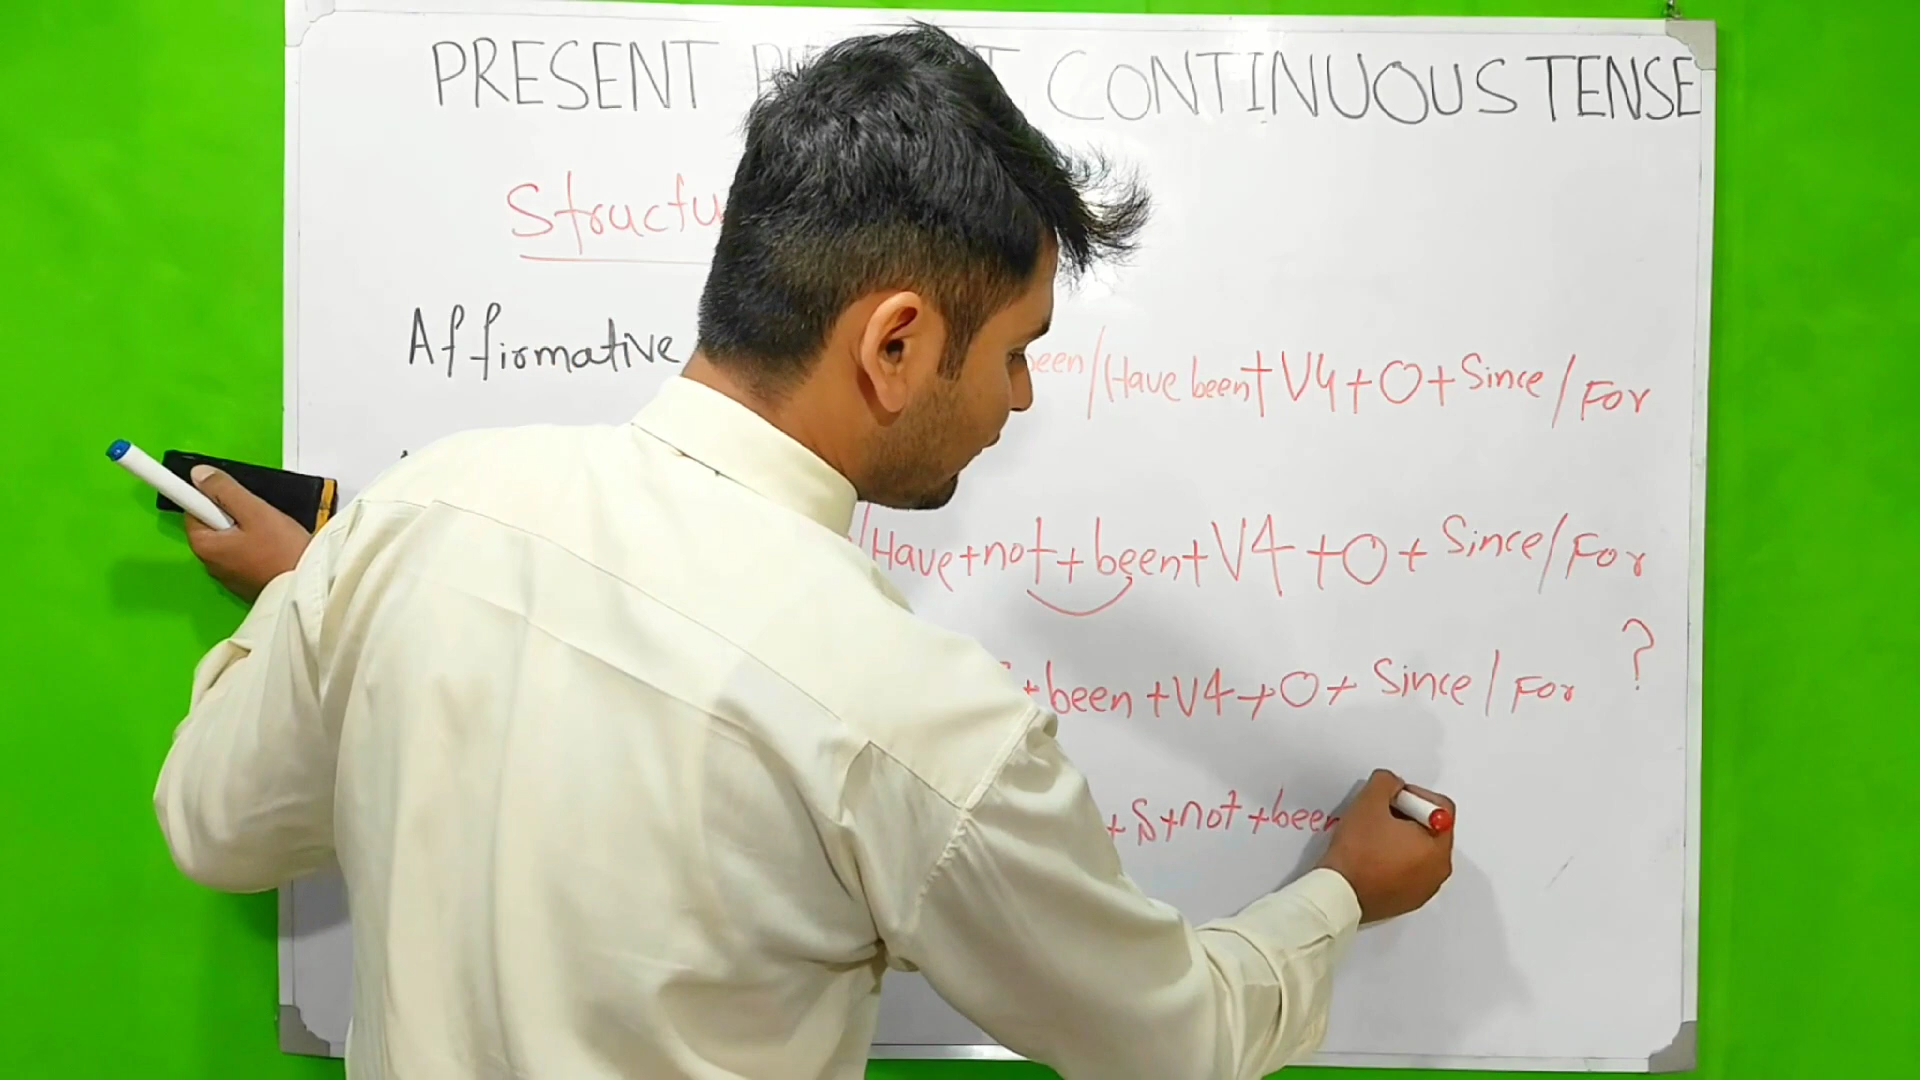 PRESENT CONTINUOUS TENSE
Structu
Affirmative been/Have been+V4+O+Since/For
/Have+not+been+V4+O+Since/For
+been+V4+O+Since/For ?
+S+not+been